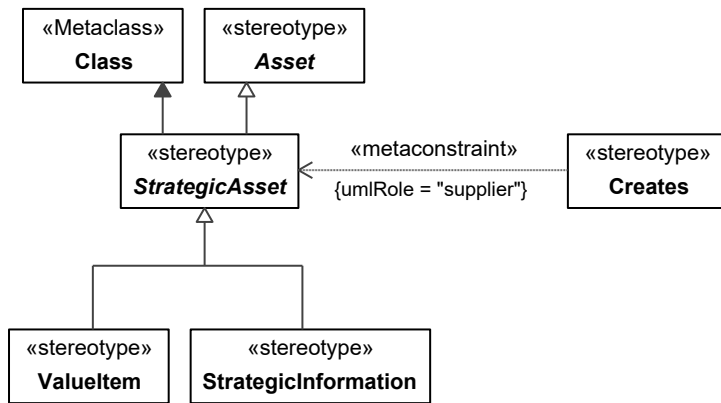 «Metaclass»
Class
«stereotype»
Asset
«stereotype»
StrategicAsset
«metaconstraint»
{umlRole = "supplier"}
«stereotype»
Creates
«stereotype»
ValueItem
«stereotype»
StrategicInformation